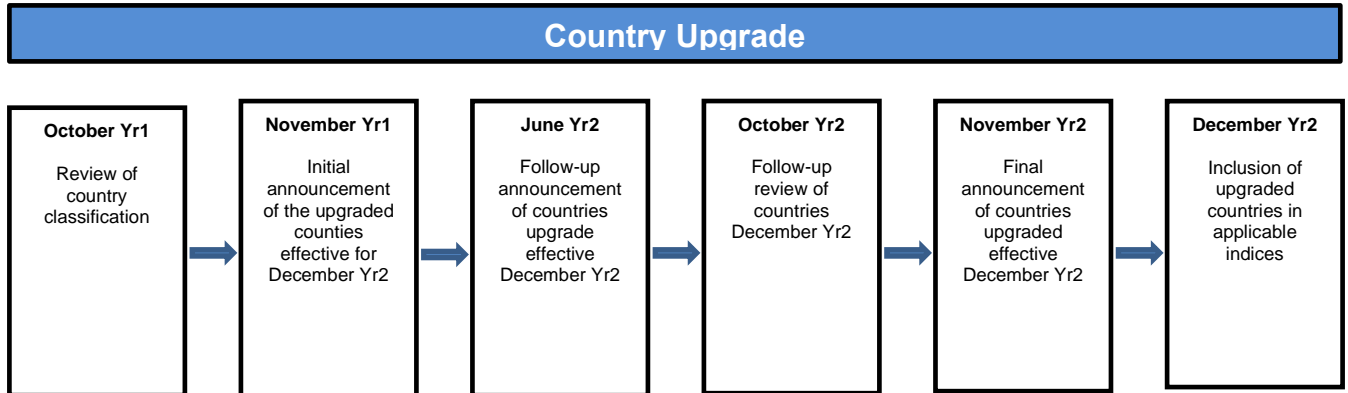 Country Upgrade
October Yr1
Review of
country
classification
November Yr1
Initial
announcement
of the upgraded
counties
effective for
December Yr2
June Yr2
Follow-up
announcement
of countries
upgrade
effective
December Yr2
October Yr2
Follow-up
review of
countries
December Yr2
November Yr2
Final
announcement
of countries
upgraded
effective
December Yr2
December Yr2
Inclusion of
upgraded
countries in
applicable
indices